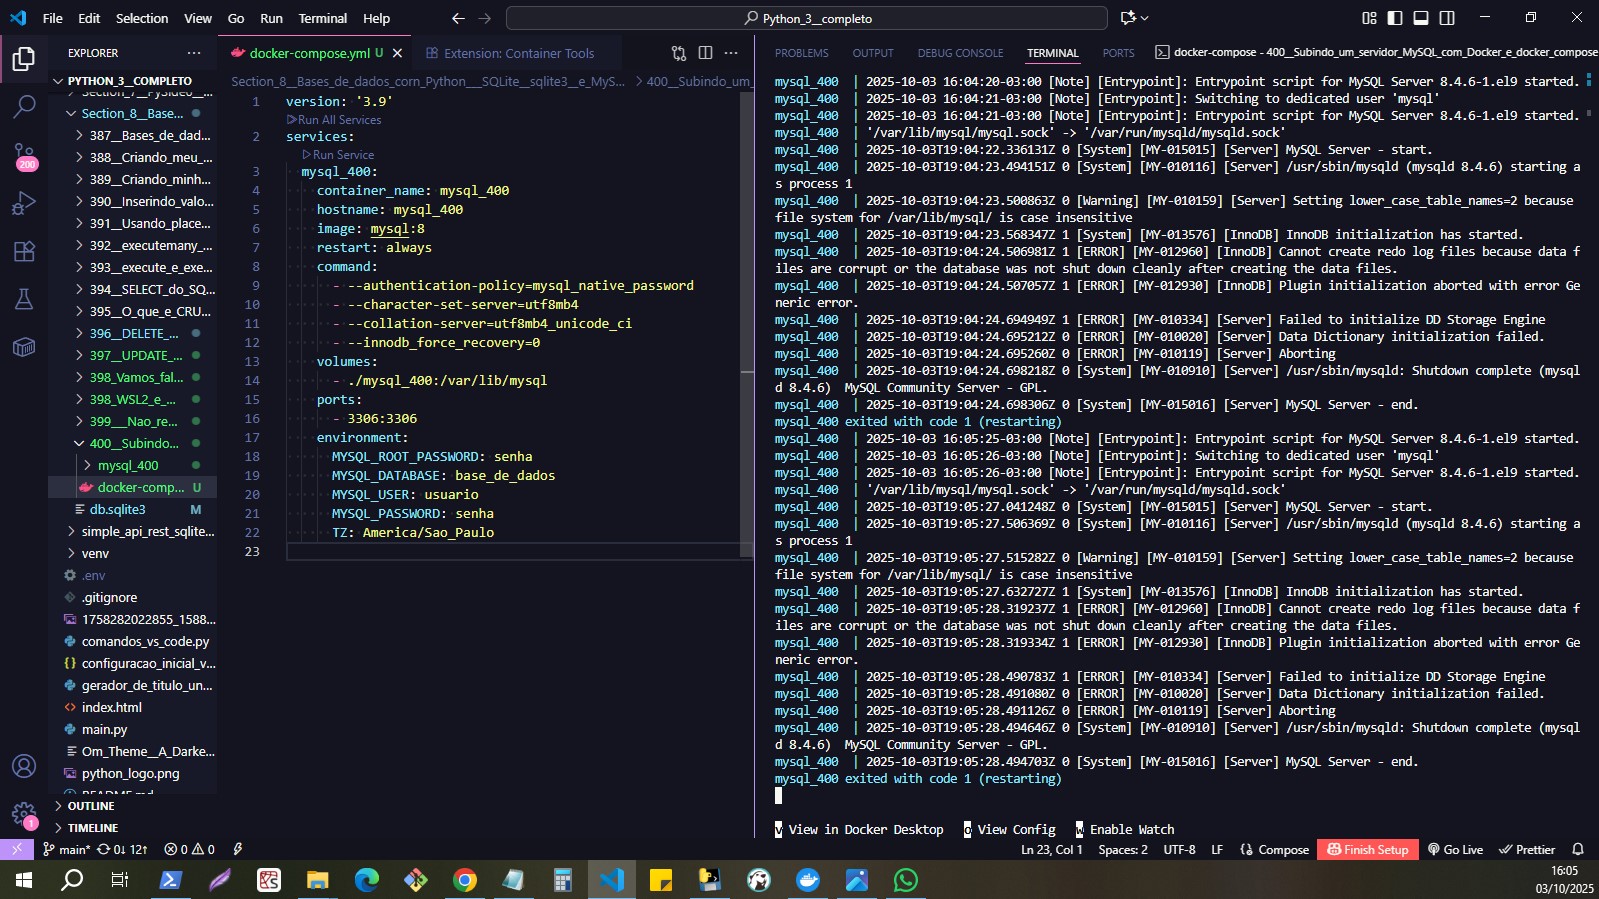 File Edit Selection View Go Run Terminal Help
Python_3__completo
EXPLORER
PYTHON_3__COMPLETO
Section_7__PySide6__...
Section_8__Base...
387__Bases_de_dad...
388__Criando_meu_...
389__Criando_minh...
390__Inserindo_valo...
391__Usando_place...
392__executemany_...
393__execute_e_exe...
394__SELECT_do_SQ...
395__O_que_e_CRU...
396__DELETE_...
397__UPDATE_...
398_Vamos_fal...
398_WSL2_e_...
399___Nao_re...
400__Subindo...
mysql_400
docker-comp... U
db.sqlite3 M
simple_api_rest_sqlite...
venv
.env
.gitignore
1758282022855_1588...
comandos_vs_code.py
configuracao_inicial_v...
gerador_de_titulo_un...
index.html
main.py
Om_Theme__A_Darke...
python_logo.png
README.md
OUTLINE
TIMELINE
200
1
docker-compose.yml U
Extension: Container Tools
Section_8__Bases_de_dados_com_Python___SQLite__sqlite3__e_MyS... > 400__Subindo_um_
1 version: '3.9'
Run All Services
2 services:
Run Service
3 mysql_400:
4 container_name: mysql_400
5 hostname: mysql_400
6 image: mysql:8
7 restart: always
8 command:
9 - --authentication-policy=mysql_native_password
10 - --character-set-server=utf8mb4
11 - --collation-server=utf8mb4_unicode_ci
12 - --innodb_force_recovery=0
13 volumes:
14 - ./mysql_400:/var/lib/mysql
15 ports:
16 - 3306:3306
17 environment:
18 MYSQL_ROOT_PASSWORD: senha
19 MYSQL_DATABASE: base_de_dados
20 MYSQL_USER: usuario
21 MYSQL_PASSWORD: senha
22 TZ: America/Sao_Paulo
23
PROBLEMS OUTPUT DEBUG CONSOLE TERMINAL PORTS docker-compose - 400__Subindo_um_servidor_MySQL_com_Docker_e_docker_compose
mysql_400 | 2025-10-03 16:04:20-03:00 [Note] [Entrypoint]: Entrypoint script for MySQL Server 8.4.6-1.el9 started.
mysql_400 | 2025-10-03 16:04:21-03:00 [Note] [Entrypoint]: Switching to dedicated user 'mysql'
mysql_400 | 2025-10-03 16:04:21-03:00 [Note] [Entrypoint]: Entrypoint script for MySQL Server 8.4.6-1.el9 started.
mysql_400 | '/var/lib/mysql/mysql.sock' -> '/var/run/mysqld/mysqld.sock'
mysql_400 | 2025-10-03T19:04:22.336131Z 0 [System] [MY-015015] [Server] MySQL Server - start.
mysql_400 | 2025-10-03T19:04:23.494151Z 0 [System] [MY-010116] [Server] /usr/sbin/mysqld (mysqld 8.4.6) starting a
s process 1
mysql_400 | 2025-10-03T19:04:23.500863Z 0 [Warning] [MY-010159] [Server] Setting lower_case_table_names=2 because
file system for /var/lib/mysql/ is case insensitive
mysql_400 | 2025-10-03T19:04:23.568347Z 1 [System] [MY-013576] [InnoDB] InnoDB initialization has started.
mysql_400 | 2025-10-03T19:04:24.506981Z 1 [ERROR] [MY-012960] [InnoDB] Cannot create redo log files because data f
iles are corrupt or the database was not shut down cleanly after creating the data files.
mysql_400 | 2025-10-03T19:04:24.507057Z 1 [ERROR] [MY-012930] [InnoDB] Plugin initialization aborted with error Ge
neric error.
mysql_400 | 2025-10-03T19:04:24.694949Z 1 [ERROR] [MY-010334] [Server] Failed to initialize DD Storage Engine
mysql_400 | 2025-10-03T19:04:24.695212Z 0 [ERROR] [MY-010020] [Server] Data Dictionary initialization failed.
mysql_400 | 2025-10-03T19:04:24.695260Z 0 [ERROR] [MY-010119] [Server] Aborting
mysql_400 | 2025-10-03T19:04:24.698218Z 0 [System] [MY-010910] [Server] /usr/sbin/mysqld: Shutdown complete (mysql
d 8.4.6) MySQL Community Server - GPL.
mysql_400 | 2025-10-03T19:04:24.698306Z 0 [System] [MY-015016] [Server] MySQL Server - end.
mysql_400 exited with code 1 (restarting)
mysql_400 | 2025-10-03 16:05:25-03:00 [Note] [Entrypoint]: Entrypoint script for MySQL Server 8.4.6-1.el9 started.
mysql_400 | 2025-10-03 16:05:26-03:00 [Note] [Entrypoint]: Switching to dedicated user 'mysql'
mysql_400 | 2025-10-03 16:05:26-03:00 [Note] [Entrypoint]: Entrypoint script for MySQL Server 8.4.6-1.el9 started.
mysql_400 | '/var/lib/mysql/mysql.sock' -> '/var/run/mysqld/mysqld.sock'
mysql_400 | 2025-10-03T19:05:27.041248Z 0 [System] [MY-015015] [Server] MySQL Server - start.
mysql_400 | 2025-10-03T19:05:27.506369Z 0 [System] [MY-010116] [Server] /usr/sbin/mysqld (mysqld 8.4.6) starting a
s process 1
mysql_400 | 2025-10-03T19:05:27.515282Z 0 [Warning] [MY-010159] [Server] Setting lower_case_table_names=2 because
file system for /var/lib/mysql/ is case insensitive
mysql_400 | 2025-10-03T19:05:27.632727Z 1 [System] [MY-013576] [InnoDB] InnoDB initialization has started.
mysql_400 | 2025-10-03T19:05:28.319237Z 1 [ERROR] [MY-012960] [InnoDB] Cannot create redo log files because data f
iles are corrupt or the database was not shut down cleanly after creating the data files.
mysql_400 | 2025-10-03T19:05:28.319334Z 1 [ERROR] [MY-012930] [InnoDB] Plugin initialization aborted with error Ge
neric error.
mysql_400 | 2025-10-03T19:05:28.490783Z 1 [ERROR] [MY-010334] [Server] Failed to initialize DD Storage Engine
mysql_400 | 2025-10-03T19:05:28.491080Z 0 [ERROR] [MY-010020] [Server] Data Dictionary initialization failed.
mysql_400 | 2025-10-03T19:05:28.491126Z 0 [ERROR] [MY-010119] [Server] Aborting
mysql_400 | 2025-10-03T19:05:28.494646Z 0 [System] [MY-010910] [Server] /usr/sbin/mysqld: Shutdown complete (mysql
d 8.4.6) MySQL Community Server - GPL.
mysql_400 | 2025-10-03T19:05:28.494703Z 0 [System] [MY-015016] [Server] MySQL Server - end.
mysql_400 exited with code 1 (restarting)
v View in Docker Desktop o View Config w Enable Watch
main* 0↓ 12↑ 0 0 Ln 23, Col 1 Spaces: 2 UTF-8 LF Compose Finish Setup Go Live Prettier
16:05
03/10/2025